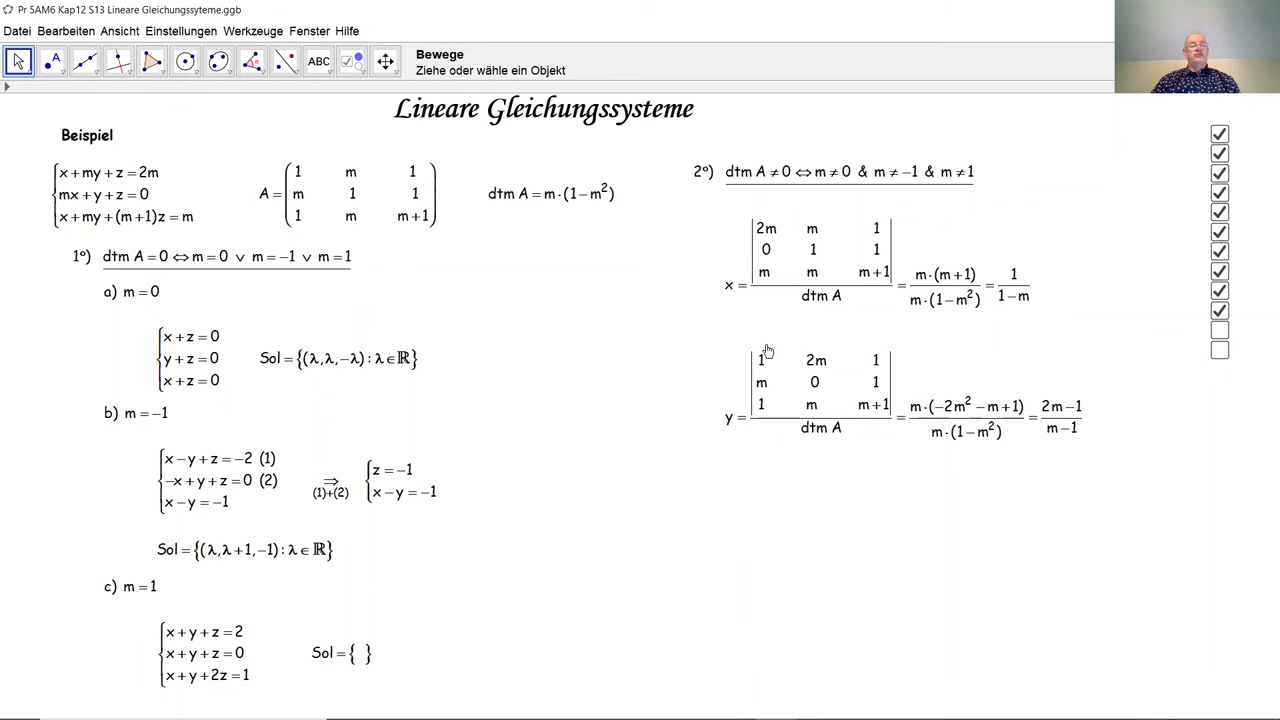 Pr 5AM6 Kap12 S13 Lineare Gleichungssyteme.ggb
Datei Bearbeiten Ansicht Einstellungen Werkzeuge Fenster Hilfe
A
ABC
Bewege
Ziehe oder wähle ein Objekt
Lineare Gleichungssysteme
Beispiel
x + my + z = 2m
mx + y + z = 0
x + my + (m+1)z = m
A =
1 m 1
m 1 1
1 m m+1
dtm A = m·(1−m²)
1°) dtm A = 0 ⇔ m = 0 ∨ m = −1 ∨ m = 1
a) m = 0
x + z = 0
y + z = 0
x + z = 0
Sol = {(λ,λ,−λ) : λ ∈ ℝ}
b) m = −1
x − y + z = −2 (1)
−x + y + z = 0 (2)
x − y = −1
⇒
(1)+(2)
z = −1
x − y = −1
Sol = {(λ,λ+1,−1) : λ ∈ ℝ}
c) m = 1
x + y + z = 2
x + y + z = 0
x + y + 2z = 1
Sol = { }
2°) dtm A ≠ 0 ⇔ m ≠ 0 & m ≠ −1 & m ≠ 1
2m m 1
0 1 1
m m m+1
x = dtm A = m·(m+1) / m·(1−m²) = 1 / 1−m
1 2m 1
m 0 1
1 m m+1
y = dtm A = m·(−2m²−m+1) / m·(1−m²) = 2m−1 / m−1